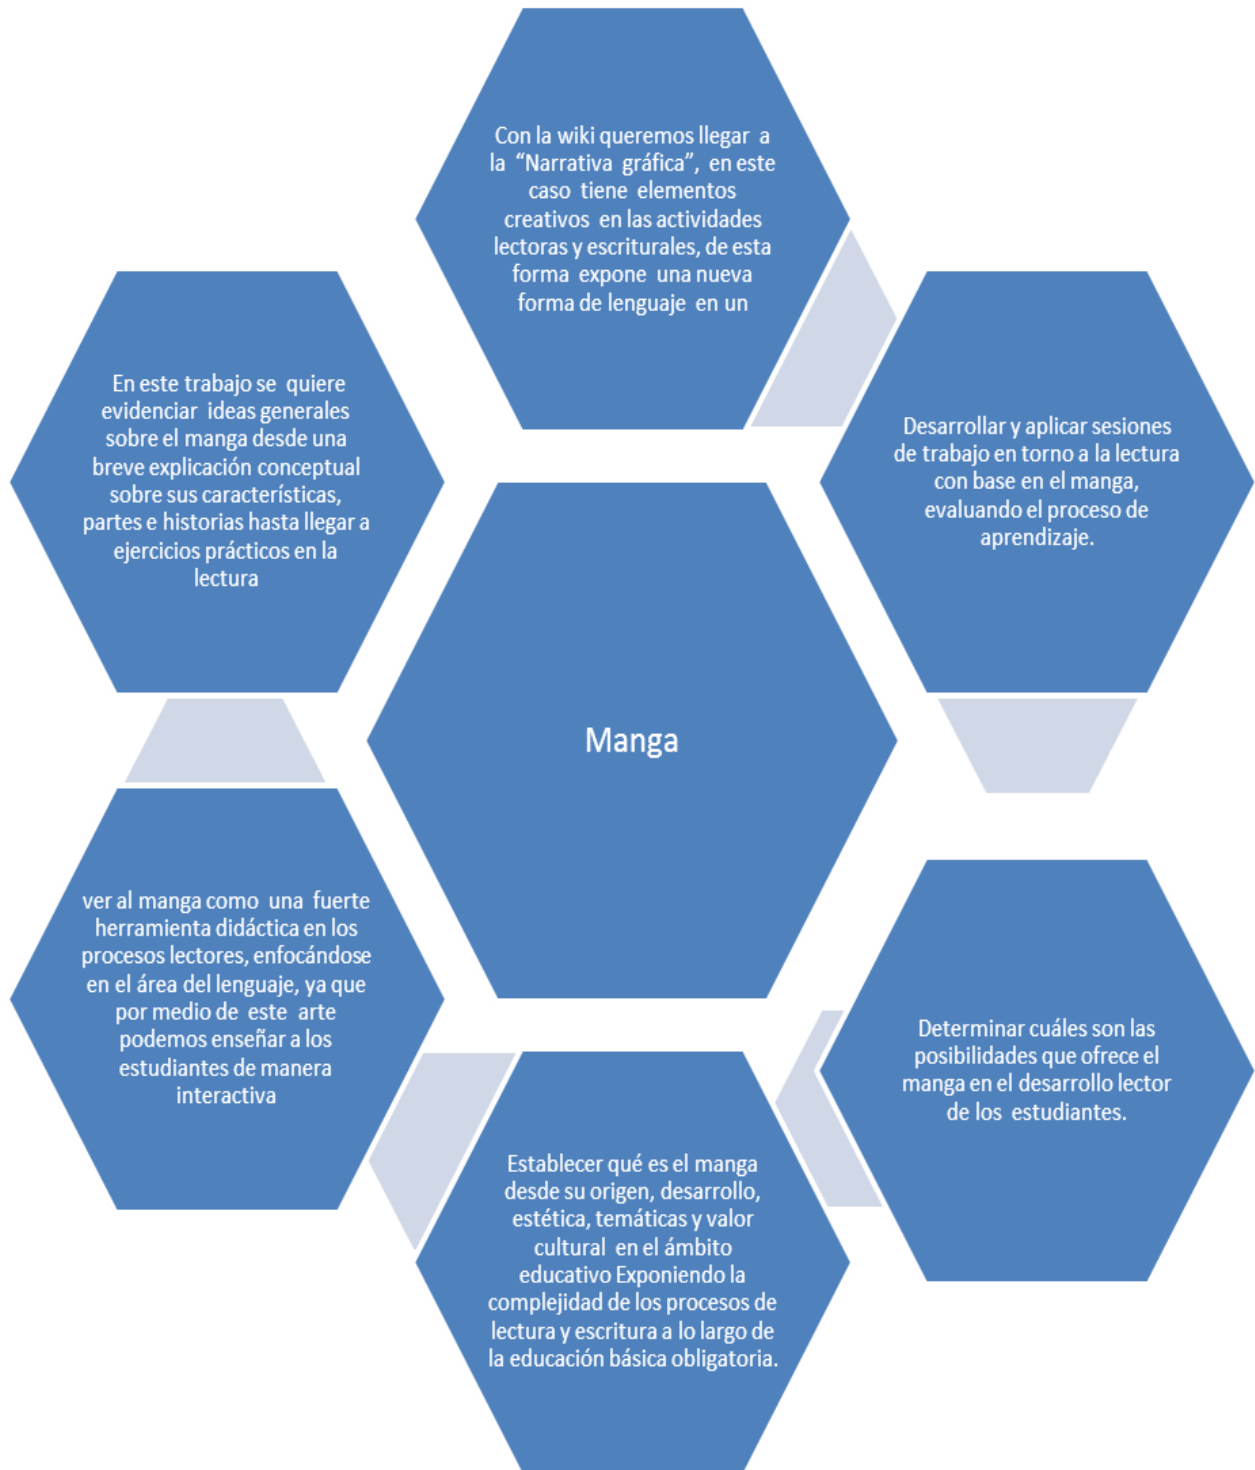 Con la wiki queremos llegar a
la “Narrativa gráfica”, en este
caso tiene elementos
creativos en las actividades
lectoras y escriturales, de esta
forma expone una nueva
forma de lenguaje en un
Desarrollar y aplicar sesiones
de trabajo en torno a la lectura
con base en el manga,
evaluando el proceso de
aprendizaje.
Determinar cuáles son las
posibilidades que ofrece el
manga en el desarrollo lector
de los estudiantes.
Establecer qué es el manga
desde su origen, desarrollo,
estética, temáticas y valor
cultural en el ámbito
educativo Exponiendo la
complejidad de los procesos de
lectura y escritura a lo largo de
la educación básica obligatoria.
ver al manga como una fuerte
herramienta didáctica en los
procesos lectores, enfocándose
en el área del lenguaje, ya que
por medio de este arte
podemos enseñar a los
estudiantes de manera
interactiva
En este trabajo se quiere
evidenciar ideas generales
sobre el manga desde una
breve explicación conceptual
sobre sus características,
partes e historias hasta llegar a
ejercicios prácticos en la
lectura
Manga